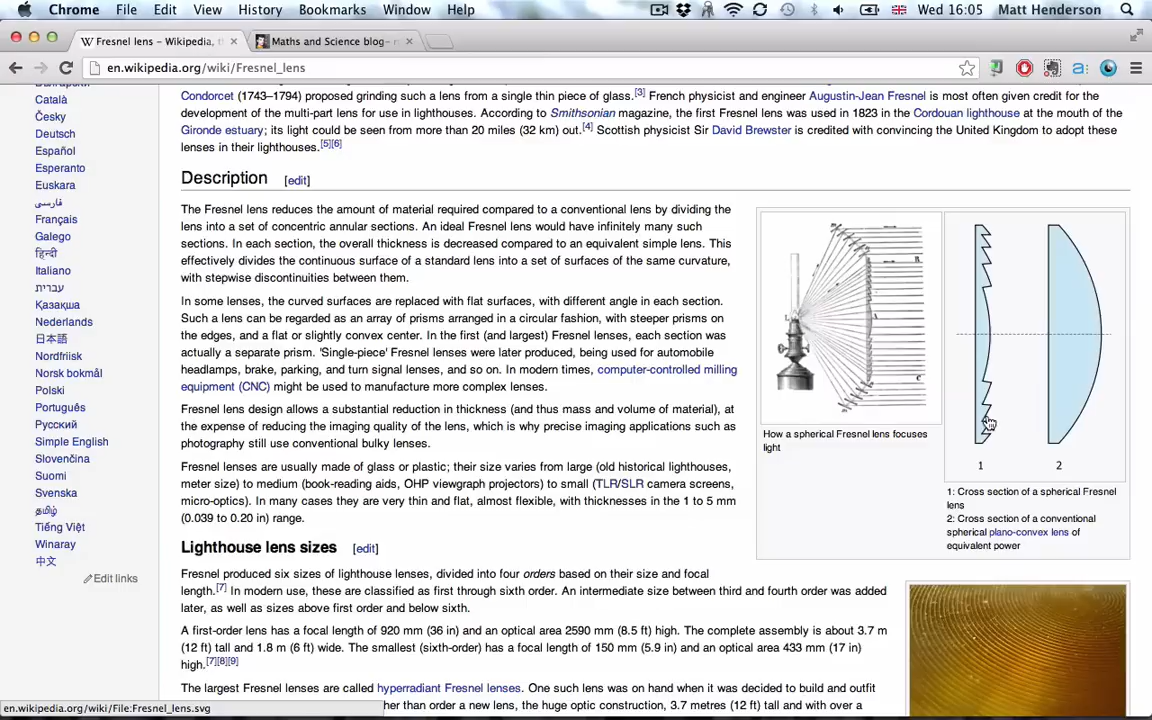 Chrome File Edit View History Bookmarks Window Help Wed 16:05 Matt Henderson
Fresnel lens – Wikipedia, t
Maths and Science blog – r
en.wikipedia.org/wiki/Fresnel_lens
Català
Česky
Deutsch
Español
Esperanto
Euskara
فارسی
Français
Galego
हिन्दी
Italiano
עברית
Қазақша
Nederlands
日本語
Nordfriisk
Norsk bokmål
Polski
Português
Русский
Simple English
Slovenčina
Suomi
Svenska
தமிழ்
Tiếng Việt
Winaray
中文
Edit links
Condorcet (1743–1794) proposed grinding such a lens from a single thin piece of glass.[3] French physicist and engineer Augustin-Jean Fresnel is most often given credit for the
development of the multi-part lens for use in lighthouses. According to Smithsonian magazine, the first Fresnel lens was used in 1823 in the Cordouan lighthouse at the mouth of the
Gironde estuary; its light could be seen from more than 20 miles (32 km) out.[4] Scottish physicist Sir David Brewster is credited with convincing the United Kingdom to adopt these
lenses in their lighthouses.[5][6]
Description [edit]
The Fresnel lens reduces the amount of material required compared to a conventional lens by dividing the
lens into a set of concentric annular sections. An ideal Fresnel lens would have infinitely many such
sections. In each section, the overall thickness is decreased compared to an equivalent simple lens. This
effectively divides the continuous surface of a standard lens into a set of surfaces of the same curvature,
with stepwise discontinuities between them.
In some lenses, the curved surfaces are replaced with flat surfaces, with different angle in each section.
Such a lens can be regarded as an array of prisms arranged in a circular fashion, with steeper prisms on
the edges, and a flat or slightly convex center. In the first (and largest) Fresnel lenses, each section was
actually a separate prism. 'Single-piece' Fresnel lenses were later produced, being used for automobile
headlamps, brake, parking, and turn signal lenses, and so on. In modern times, computer-controlled milling
equipment (CNC) might be used to manufacture more complex lenses.
Fresnel lens design allows a substantial reduction in thickness (and thus mass and volume of material), at
the expense of reducing the imaging quality of the lens, which is why precise imaging applications such as
photography still use conventional bulky lenses.
Fresnel lenses are usually made of glass or plastic; their size varies from large (old historical lighthouses,
meter size) to medium (book-reading aids, OHP viewgraph projectors) to small (TLR/SLR camera screens,
micro-optics). In many cases they are very thin and flat, almost flexible, with thicknesses in the 1 to 5 mm
(0.039 to 0.20 in) range.
How a spherical Fresnel lens focuses
light
1 2
1: Cross section of a spherical Fresnel
lens
2: Cross section of a conventional
spherical plano-convex lens of
equivalent power
Lighthouse lens sizes [edit]
Fresnel produced six sizes of lighthouse lenses, divided into four orders based on their size and focal
length.[7] In modern use, these are classified as first through sixth order. An intermediate size between third and fourth order was added
later, as well as sizes above first order and below sixth.
A first-order lens has a focal length of 920 mm (36 in) and an optical area 2590 mm (8.5 ft) high. The complete assembly is about 3.7 m
(12 ft) tall and 1.8 m (6 ft) wide. The smallest (sixth-order) has a focal length of 150 mm (5.9 in) and an optical area 433 mm (17 in)
high.[7][8][9]
The largest Fresnel lenses are called hyperradiant Fresnel lenses. One such lens was on hand when it was decided to build and outfit
her than order a new lens, the huge optic construction, 3.7 metres (12 ft) tall and with over a
en.wikipedia.org/wiki/File:Fresnel_lens.svg